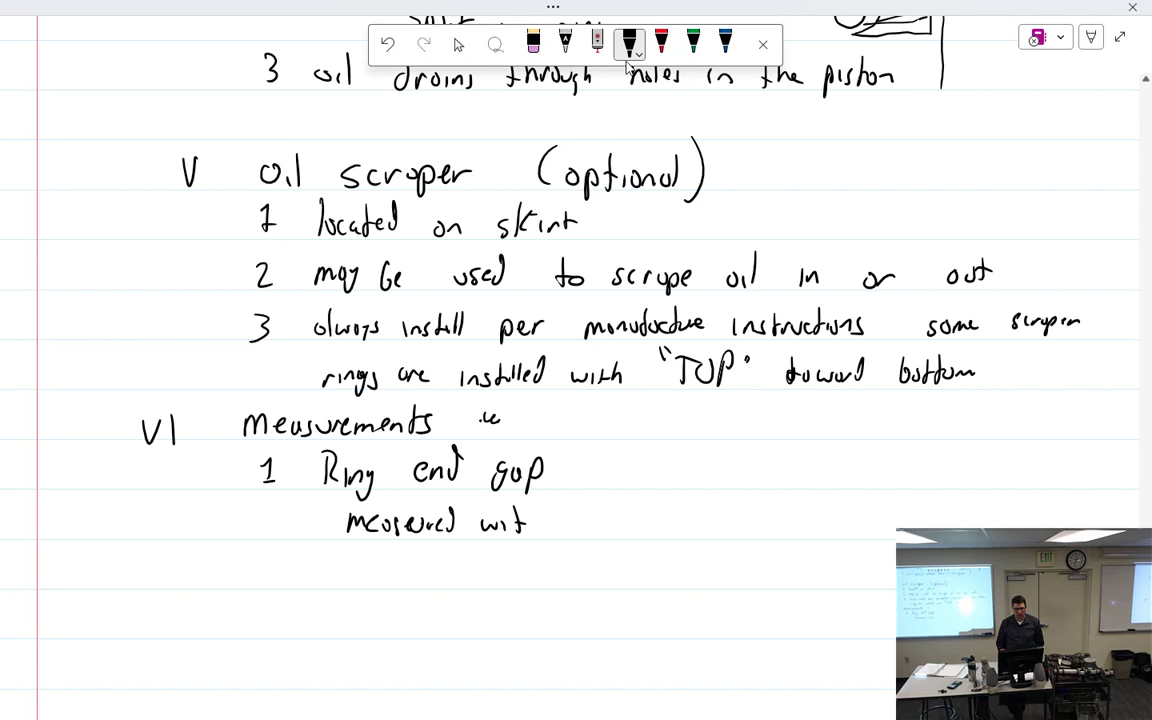 3 oil drains through holes in the piston
V oil scraper (optional)
1 located on skirt
2 may be used to scrape oil in or out
3 always install per manufacture instructions some scraper
rings are installed with "TOP" toward bottom
VI measurements
1 Ring end gap
measured wit
EXIT